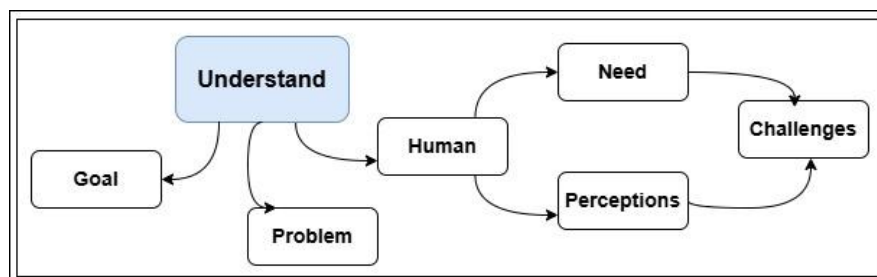 Understand
Need
Challenges
Human
Goal
Perceptions
Problem